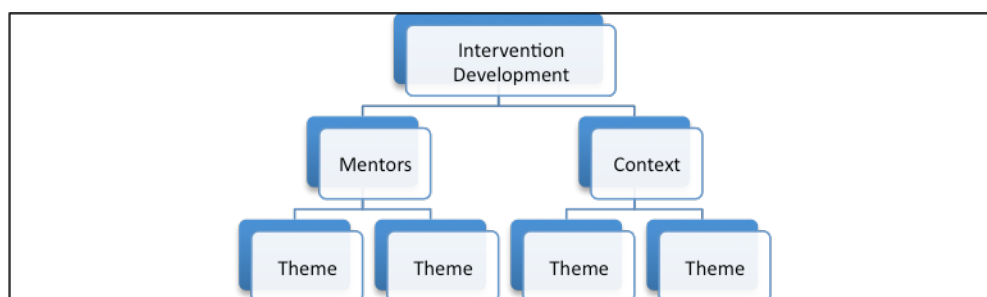 Intervention
Development
Mentors
Context
Theme
Theme
Theme
Theme